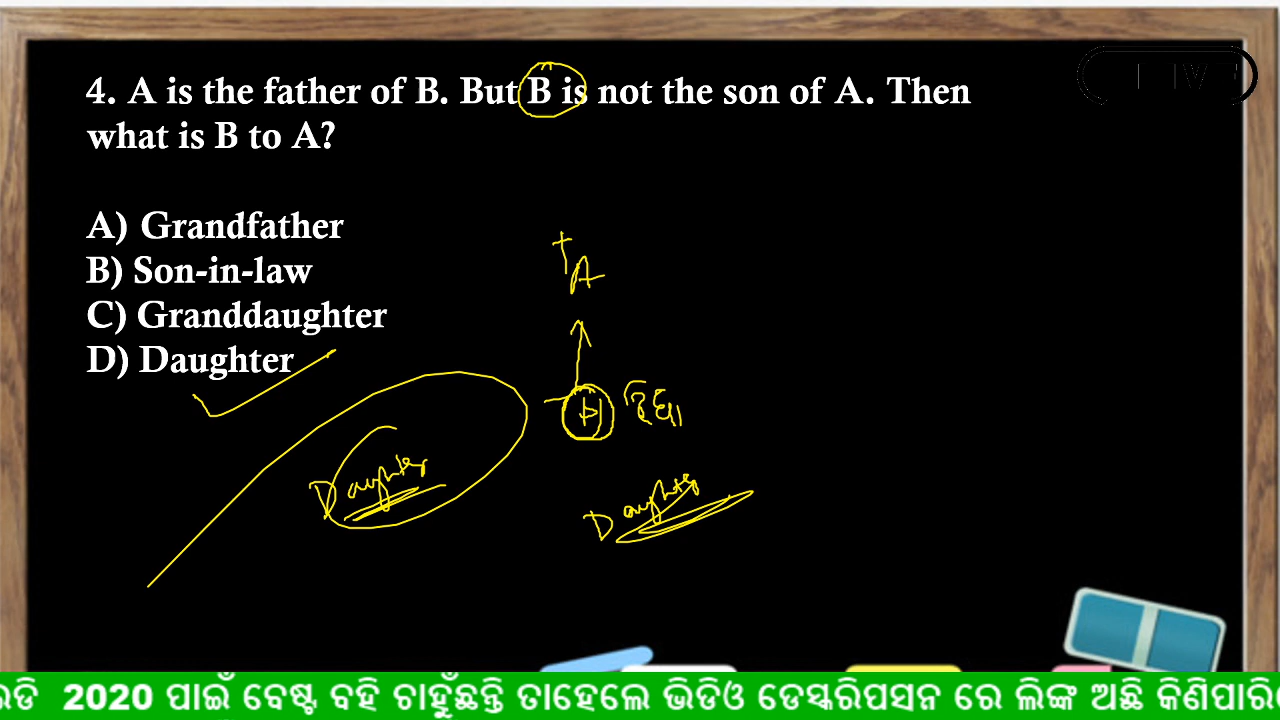 4. A is the father of B. But B is not the son of A. Then
what is B to A?
A) Grandfather
B) Son-in-law
C) Granddaughter
D) Daughter
A
Daughter
Daughter
2020 ପାଇଁ ବେଷ୍ଟ ବହି ଚାହୁଁଛନ୍ତି ତାହେଲେ ଭିଡିଓ ଡେସ୍କରିପସନ ରେ ଲିଙ୍କ ଅଛି